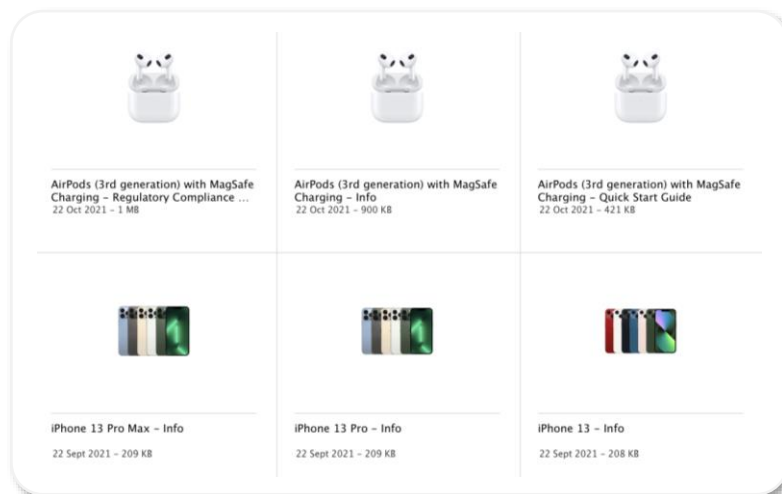 AirPods (3rd generation) with MagSafe
Charging – Regulatory Compliance ...
22 Oct 2021 – 1 MB
AirPods (3rd generation) with MagSafe
Charging – Info
22 Oct 2021 – 900 KB
AirPods (3rd generation) with MagSafe
Charging – Quick Start Guide
22 Oct 2021 – 421 KB
iPhone 13 Pro Max – Info
22 Sept 2021 – 209 KB
iPhone 13 Pro – Info
22 Sept 2021 – 209 KB
iPhone 13 – Info
22 Sept 2021 – 208 KB